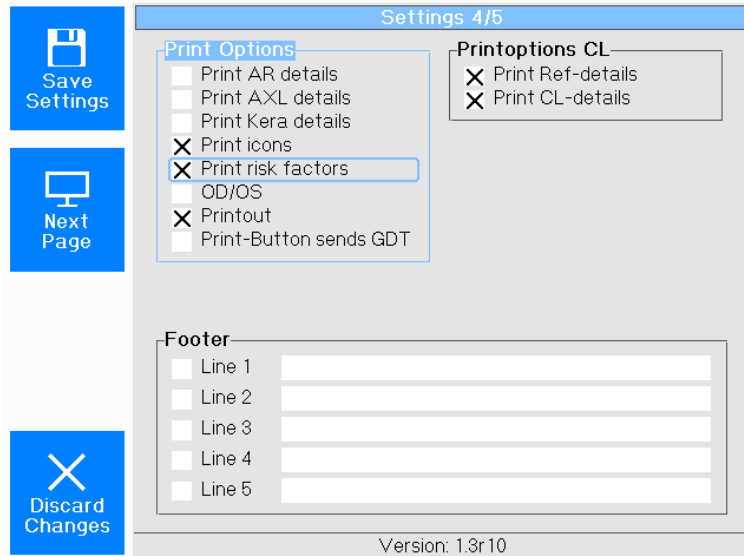 Settings 4/5
Save
Settings
Next
Page
Discard
Changes
Print Options
Print AR details
Print AXL details
Print Kera details
Print icons
Print risk factors
OD/OS
Printout
Print-Button sends GDT
Printoptions CL
Print Ref-details
Print CL-details
Footer
Line 1
Line 2
Line 3
Line 4
Line 5
Version: 1.3r10